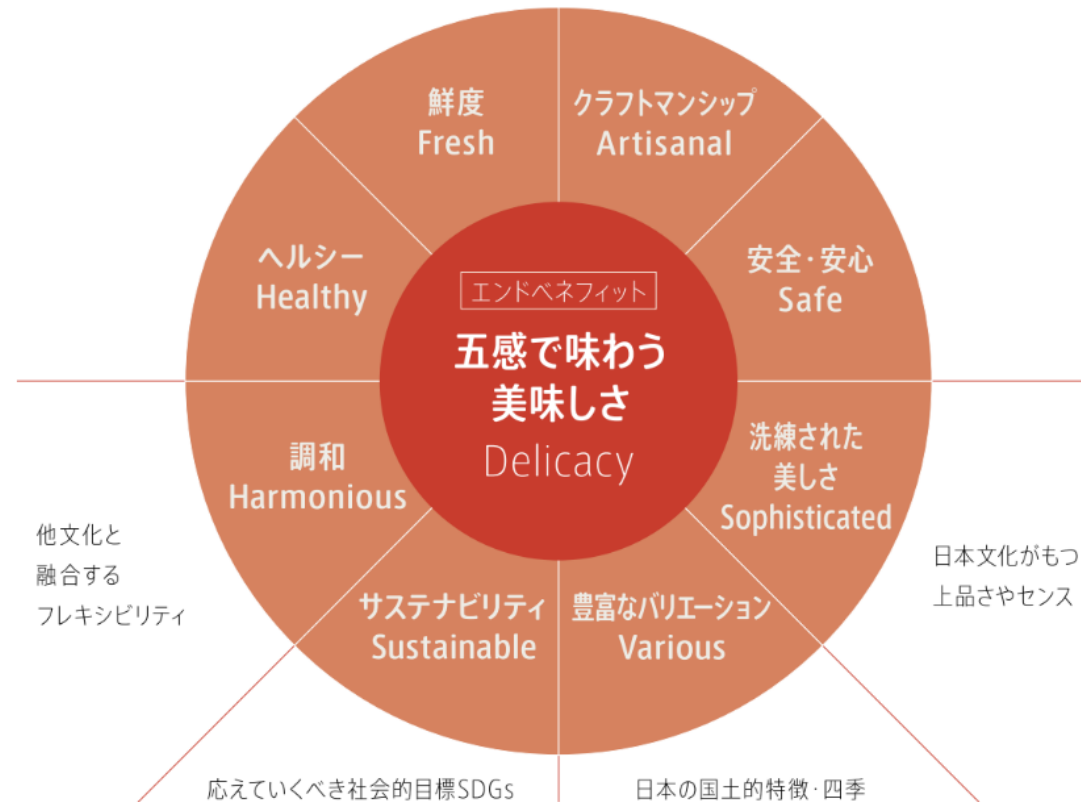 鮮度
Fresh
クラフトマンシップ
Artisanal
ヘルシー
Healthy
安全・安心
Safe
エンドベネフィット
五感で味わう
美味しさ
Delicacy
調和
Harmonious
洗練された
美しさ
Sophisticated
サステナビリティ
Sustainable
豊富なバリエーション
Various
他文化と
融合する
フレキシビリティ
日本文化がもつ
上品さやセンス
応えていくべき社会的目標SDGs
日本の国土的特徴・四季